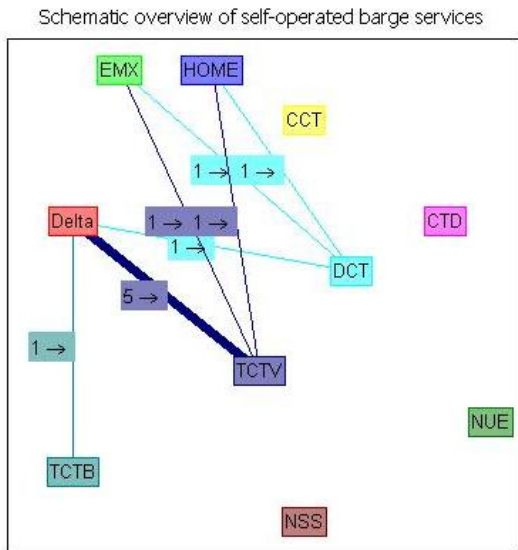 Schematic overview of self-operated barge services
EMX HOME
CCT
1 → 1 →
Delta 1 → 1 → CTD
1 →
DCT
5 →
1 →
TCTV
NUE
TCTB
NSS